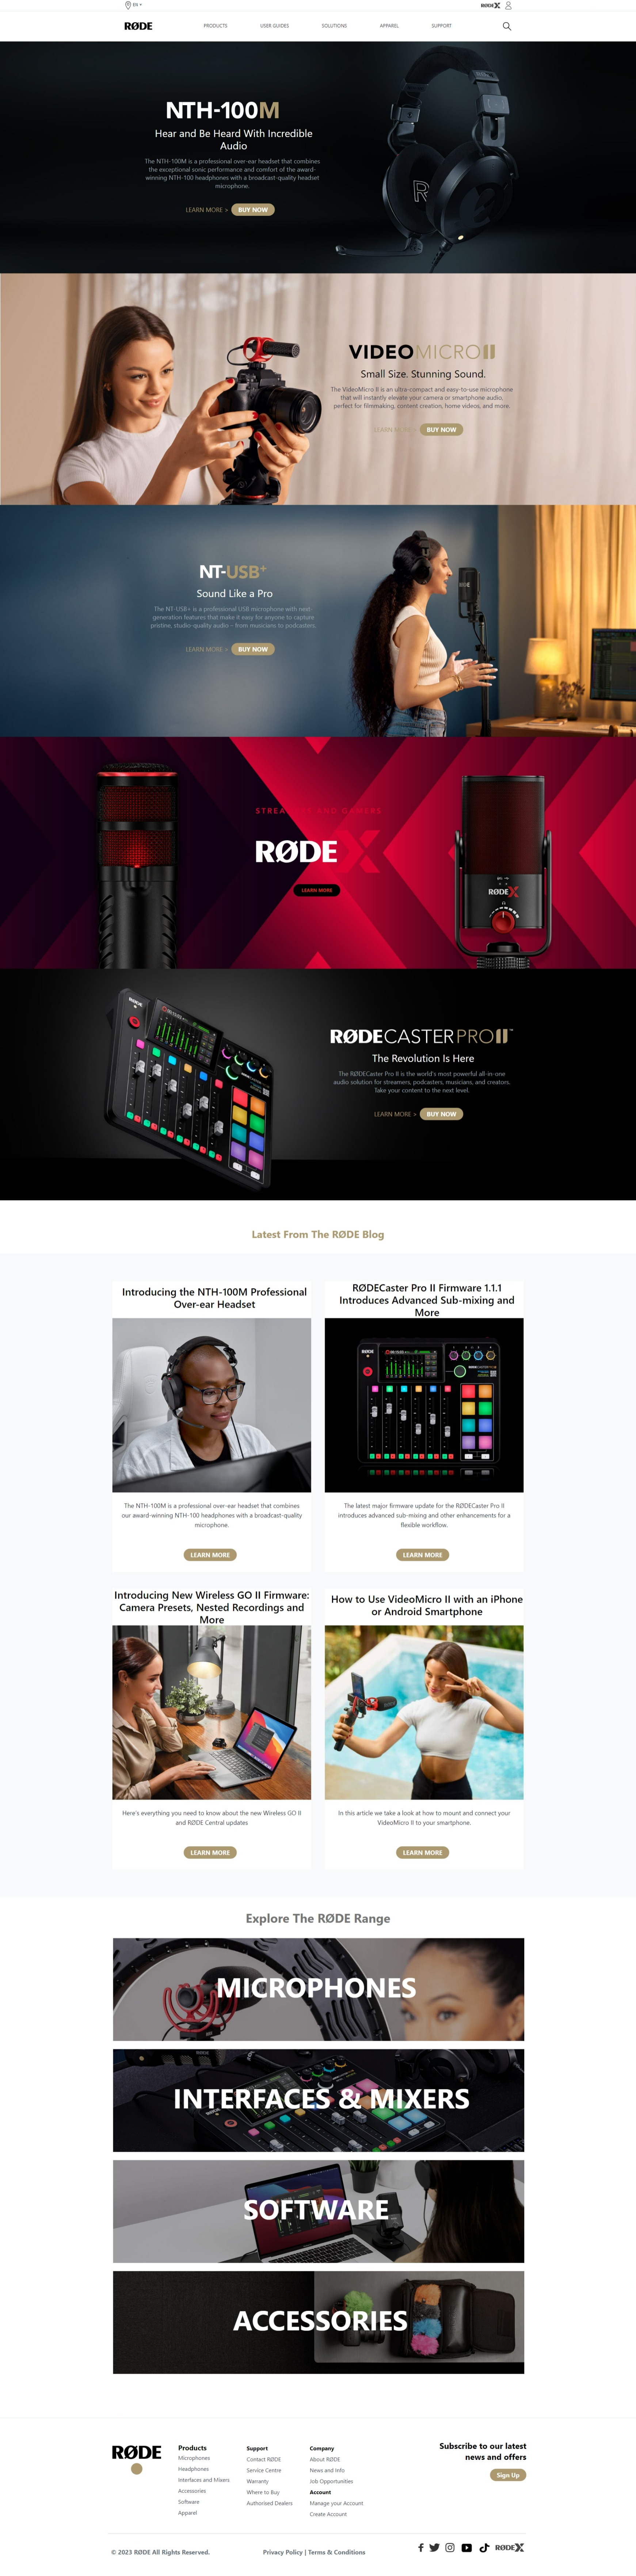 EN
RØDEX
RØDE
PRODUCTS
USER GUIDES
SOLUTIONS
APPAREL
SUPPORT
NTH-100M
Hear and Be Heard With Incredible
Audio
The NTH-100M is a professional over-ear headset that combines
the exceptional sonic performance and comfort of the award-
winning NTH-100 headphones with a broadcast-quality headset
microphone.
LEARN MORE >
BUY NOW
VIDEOMICRO II
Small Size. Stunning Sound.
The VideoMicro II is an ultra-compact and easy-to-use microphone
that will instantly elevate your camera or smartphone audio,
perfect for filmmaking, content creation, home videos, and more.
LEARN MORE >
BUY NOW
NT-USB+
Sound Like a Pro
The NT-USB+ is a professional USB microphone with next-
generation features that make it easy for anyone to capture
pristine, studio-quality audio – from musicians to podcasters.
LEARN MORE >
BUY NOW
STREAMERS AND GAMERS
RØDE X
LEARN MORE
RØDEX
RØDECASTER PRO II™
The Revolution Is Here
The RØDECaster Pro II is the world's most powerful all-in-one
audio solution for streamers, podcasters, musicians, and creators.
Take your content to the next level.
LEARN MORE >
BUY NOW
Latest From The RØDE Blog
Introducing the NTH-100M Professional
Over-ear Headset
The NTH-100M is a professional over-ear headset that combines
our award-winning NTH-100 headphones with a broadcast-quality
microphone.
LEARN MORE
RØDECaster Pro II Firmware 1.1.1
Introduces Advanced Sub-mixing and
More
The latest major firmware update for the RØDECaster Pro II
introduces advanced sub-mixing and other enhancements for a
flexible workflow.
LEARN MORE
Introducing New Wireless GO II Firmware:
Camera Presets, Nested Recordings and
More
Here's everything you need to know about the new Wireless GO II
and RØDE Central updates
LEARN MORE
How to Use VideoMicro II with an iPhone
or Android Smartphone
In this article we take a look at how to mount and connect your
VideoMicro II to your smartphone.
LEARN MORE
Explore The RØDE Range
MICROPHONES
INTERFACES & MIXERS
SOFTWARE
ACCESSORIES
RØDE
Products
Microphones
Headphones
Interfaces and Mixers
Accessories
Software
Apparel
Support
Contact RØDE
Service Centre
Warranty
Where to Buy
Authorised Dealers
Company
About RØDE
News and Info
Job Opportunities
Account
Manage your Account
Create Account
Subscribe to our latest
news and offers
Sign Up
© 2023 RØDE All Rights Reserved.
Privacy Policy | Terms & Conditions
RØDEX